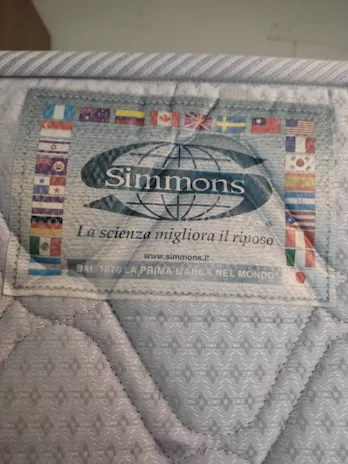 Simmons
®
La scienza migliora il riposo
www.simmons.it
DAL 1870 LA PRIMA MARCA NEL MONDO